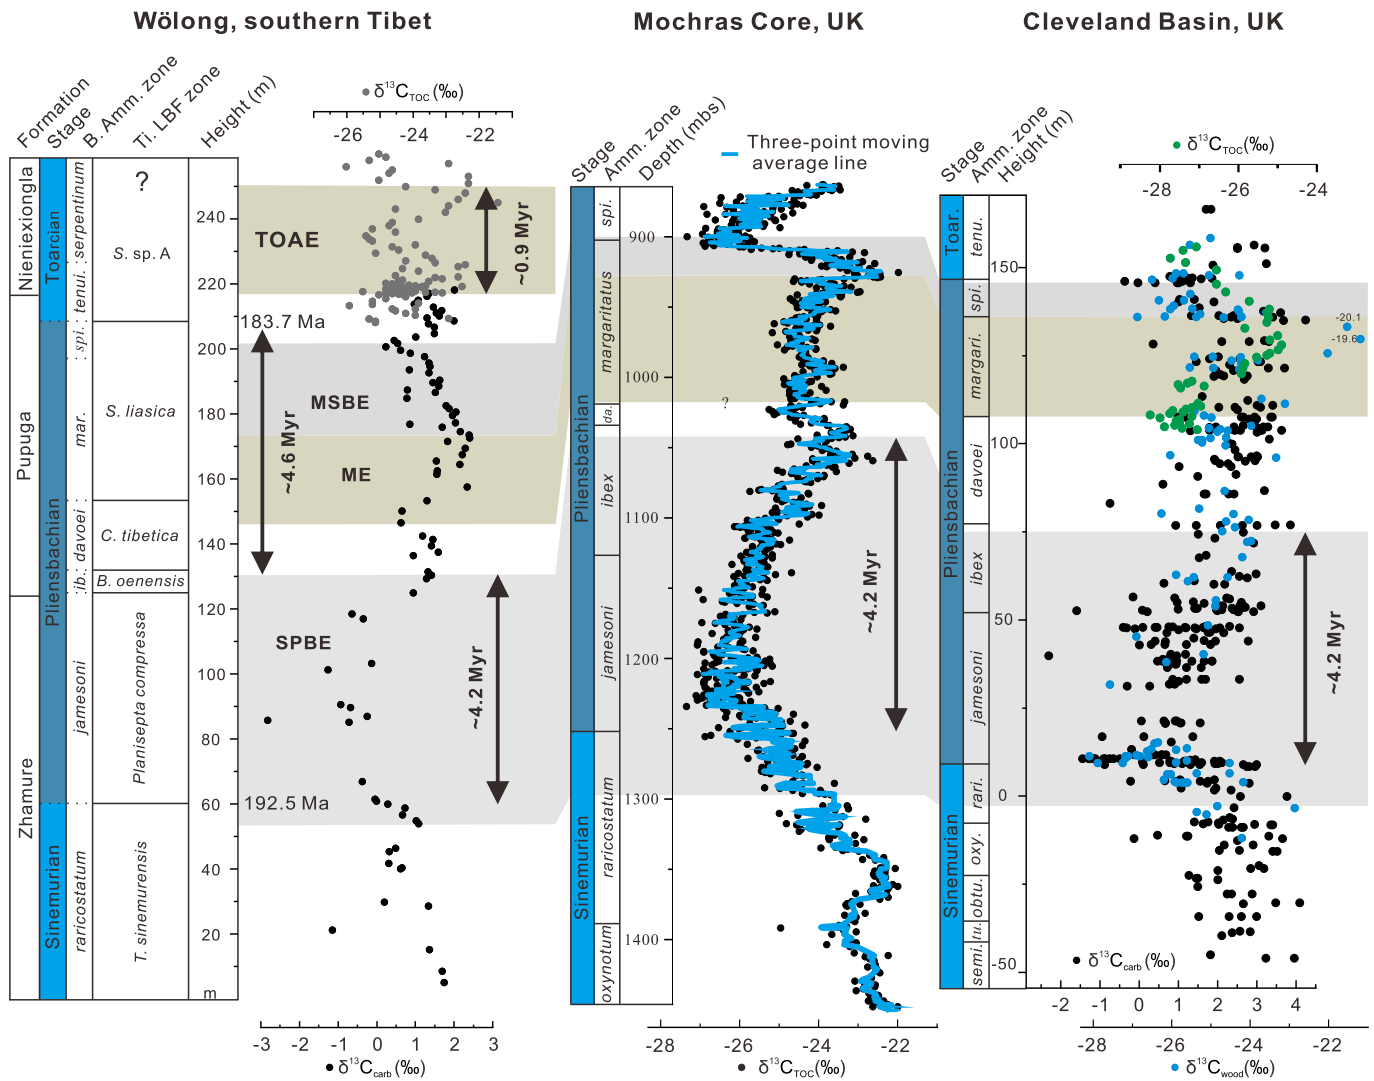 Wölong, southern Tibet
Mochras Core, UK
Cleveland Basin, UK
Formation
Stage
B. Amm. zone
Ti. LBF zone
Height (m)
δ¹³C_TOC (‰)
-26
-24
-22
Nieniexiongla
Pupuga
Zhamure
Toarcian
Pliensbachian
Sinemurian
serpentinum
tenui.
spi.
mar.
davoei
ib.
jamesoni
raricostatum
?
S. sp. A
S. liasica
C. tibetica
B. oenensis
Planisepta compressa
T. sinemurensis
240
220
200
180
160
140
120
100
80
60
40
20
m
TOAE
~0.9 Myr
183.7 Ma
MSBE
ME
~4.6 Myr
SPBE
~4.2 Myr
192.5 Ma
-3
-2
-1
0
1
2
3
δ¹³C_carb (‰)
Stage
Amm. zone
Depth (mbs)
Three-point moving
average line
Pliensbachian
Sinemurian
spi.
margaritatus
da.
ibex
jamesoni
raricostatum
oxynotum
900
1000
1100
1200
1300
1400
?
~4.2 Myr
-28
-26
-24
-22
δ¹³C_TOC (‰)
Stage
Amm. zone
Height (m)
δ¹³C_TOC (‰)
-28
-26
-24
Toar.
Pliensbachian
Sinemurian
tenu.
spi.
margari.
davoei
ibex
jamesoni
rari.
oxy.
obtu.
tu.
semi.
150
100
50
0
-50
-20.1
-19.6
~4.2 Myr
δ¹³C_carb (‰)
-2
-1
0
1
2
3
4
-28
-26
-24
-22
δ¹³C_wood (‰)